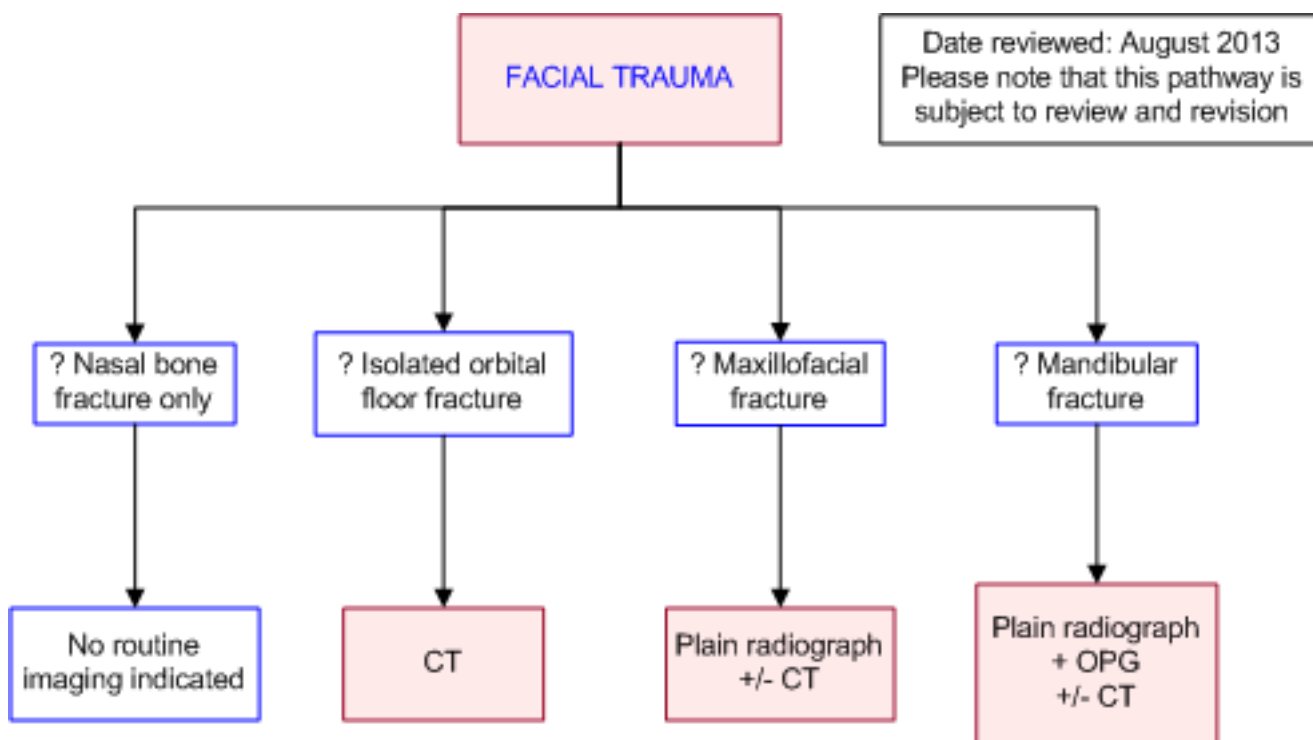 FACIAL TRAUMA
Date reviewed: August 2013
Please note that this pathway is
subject to review and revision
? Nasal bone
fracture only
? Isolated orbital
floor fracture
? Maxillofacial
fracture
? Mandibular
fracture
No routine
imaging indicated
CT
Plain radiograph
+/- CT
Plain radiograph
+ OPG
+/- CT